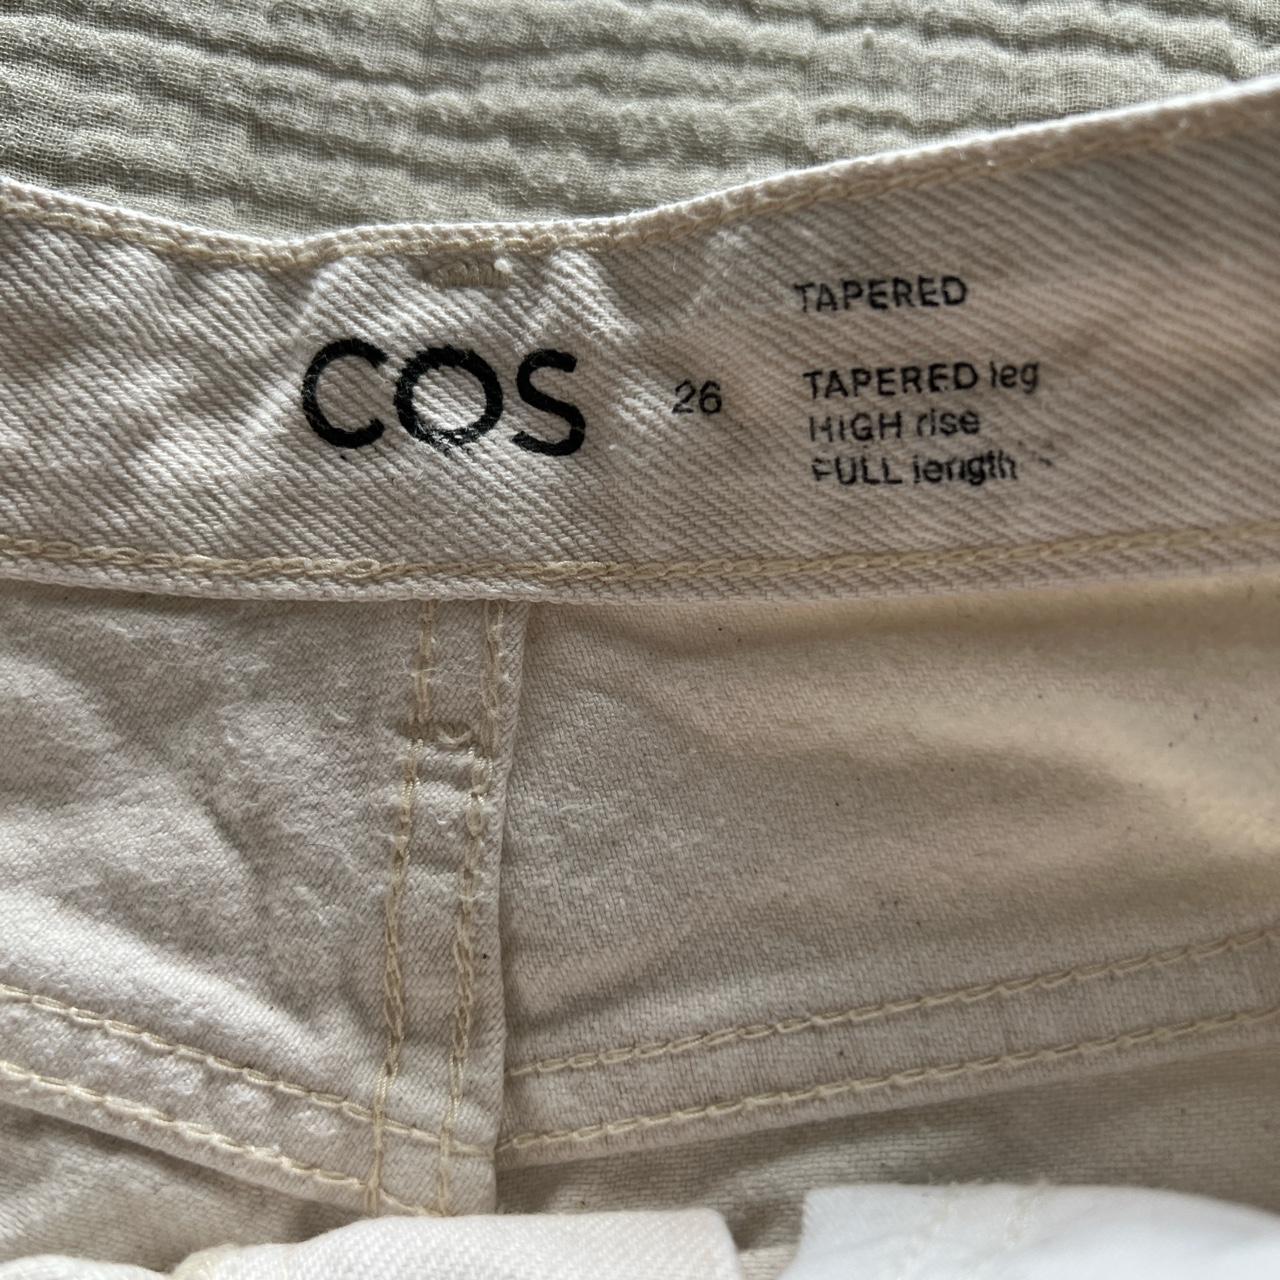 COS
26
TAPERED
TAPERED leg
HIGH rise
FULL length